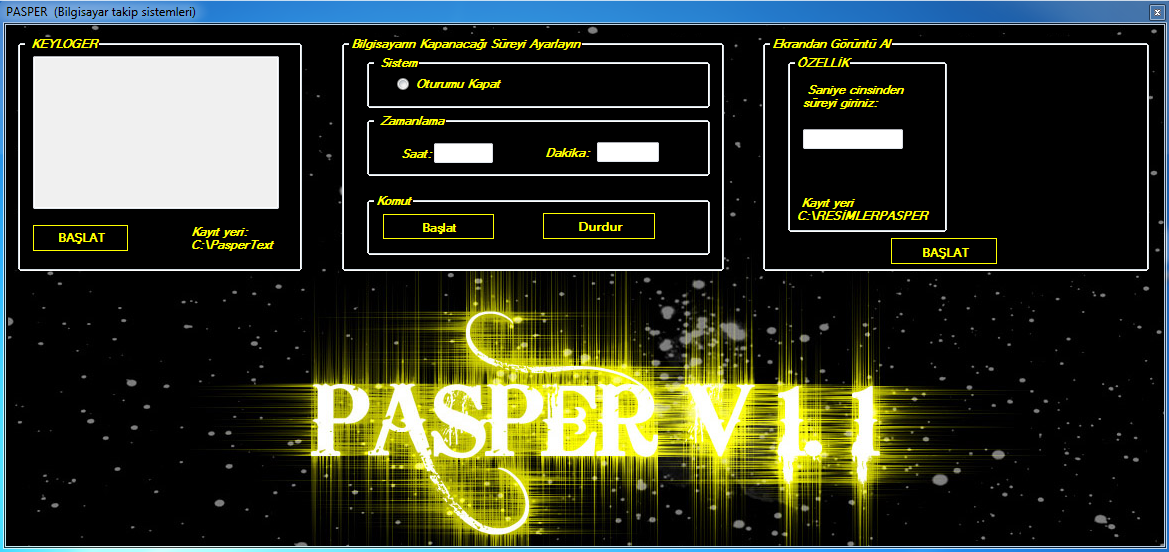 PASPER (Bilgisayar takip sistemleri)
KEYLOGER
BAŞLAT
Kayıt yeri:
C:\PasperText
Bilgisayarın Kapanacağı Süreyi Ayarlayın
Sistem
Oturumu Kapat
Zamanlama
Saat:
Dakika:
Komut
Başlat
Durdur
Ekrandan Görüntü Al
ÖZELLİK
Saniye cinsinden
süreyi giriniz:
Kayıt yeri
C:\RESİMLERPASPER
BAŞLAT
PASPER V 1.1